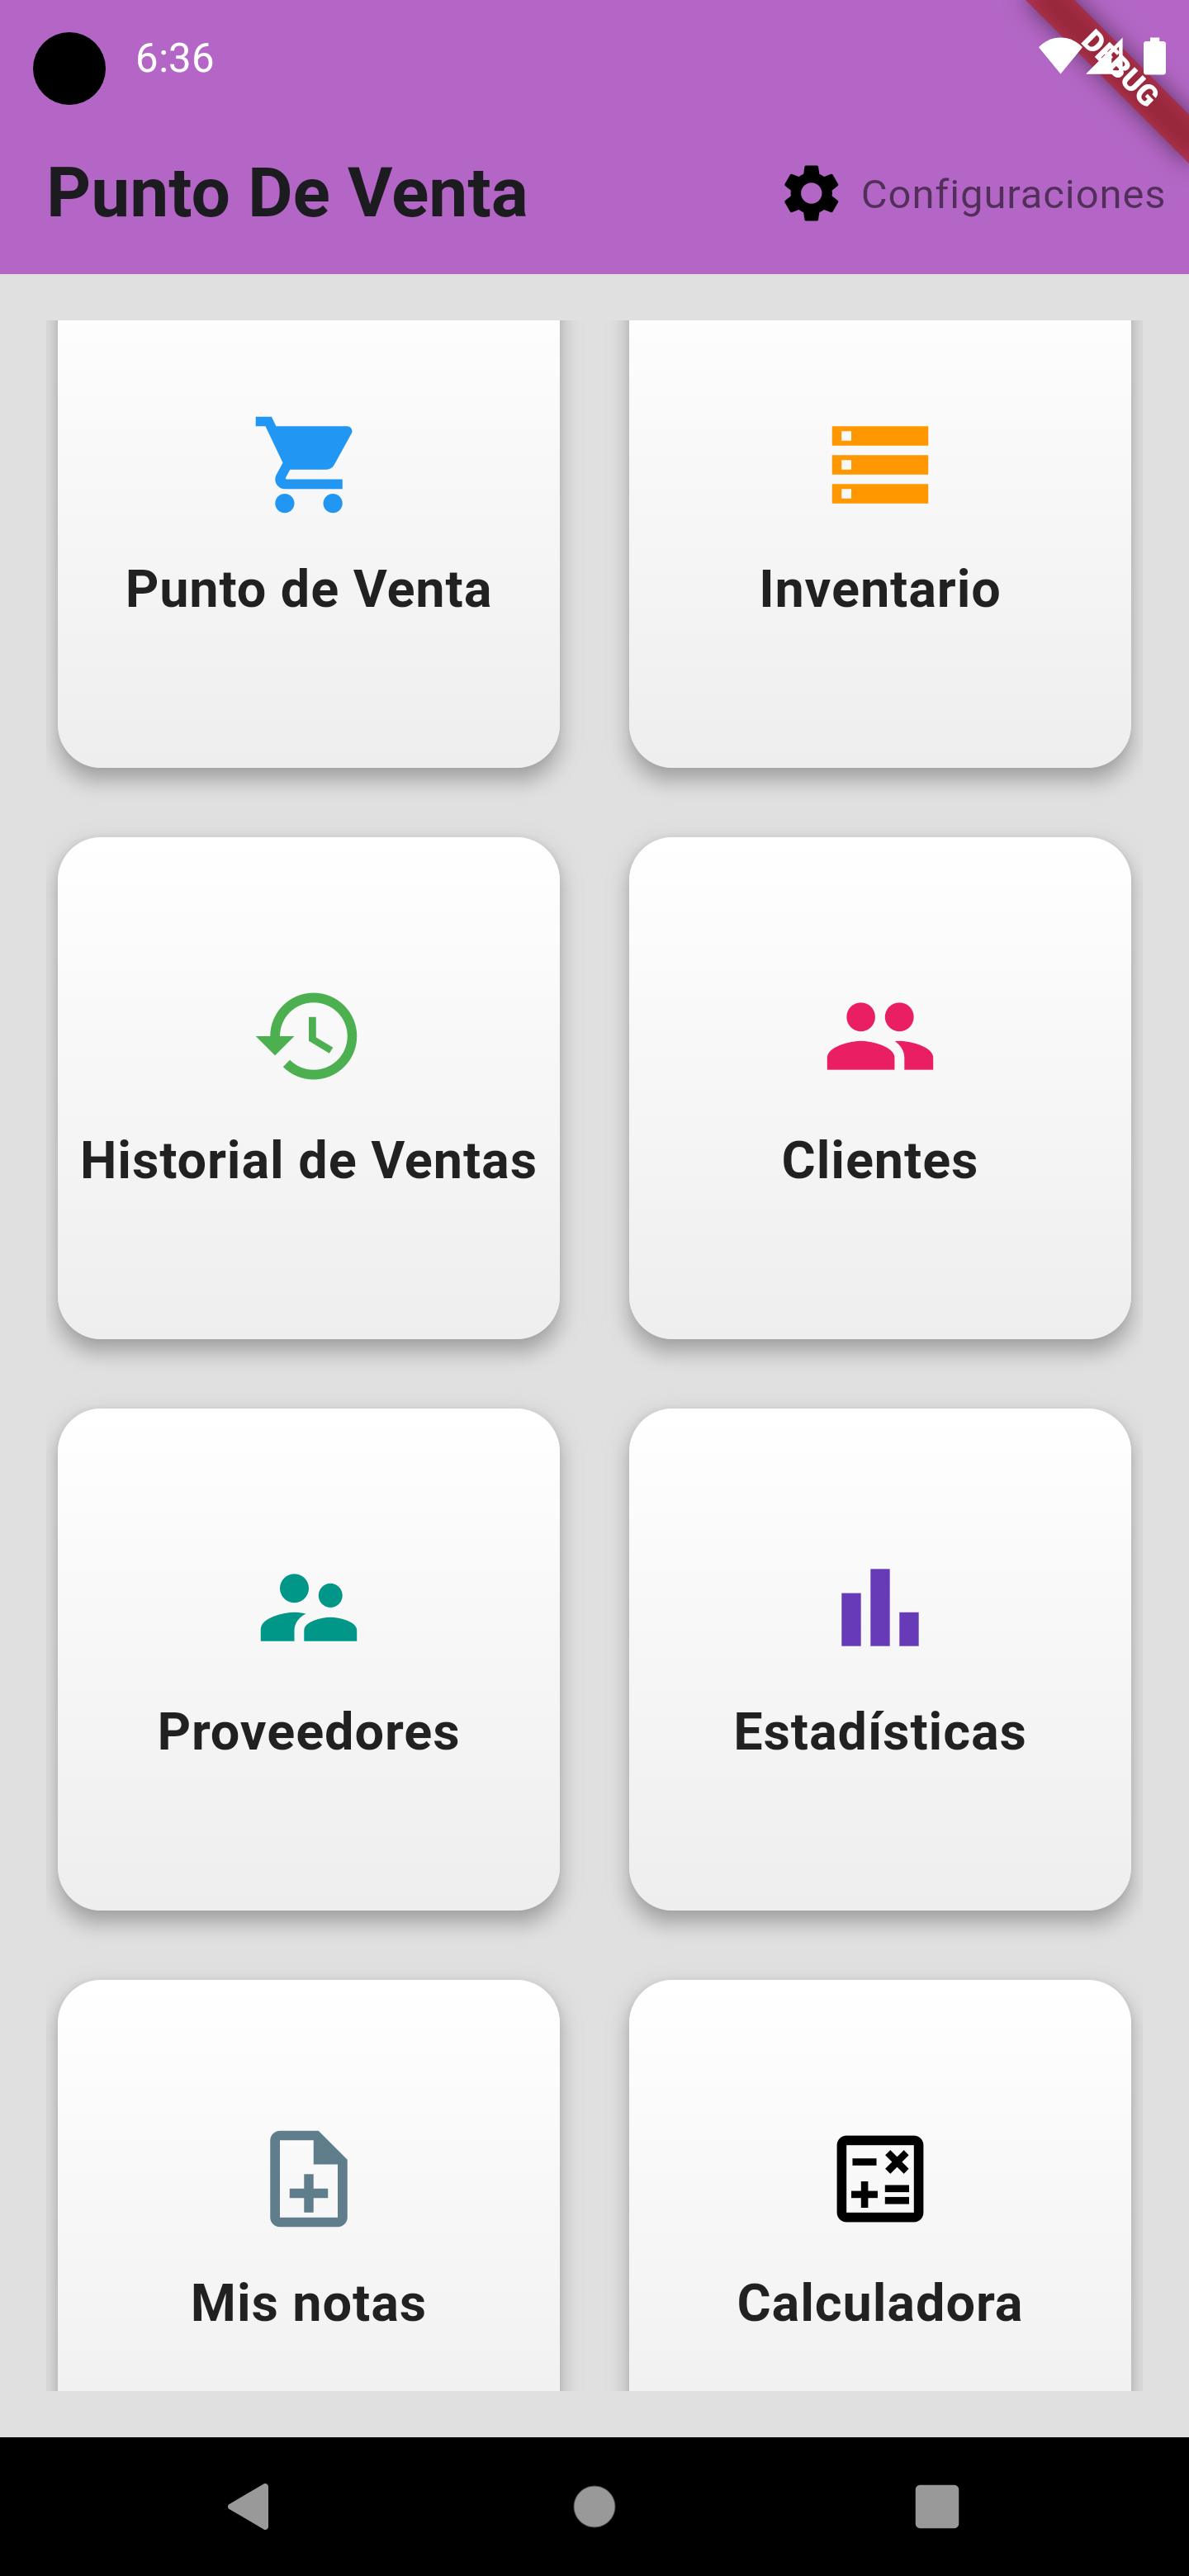 6:36
DEBUG
Punto De Venta
Configuraciones
Punto de Venta
Inventario
Historial de Ventas
Clientes
Proveedores
Estadísticas
Mis notas
Calculadora